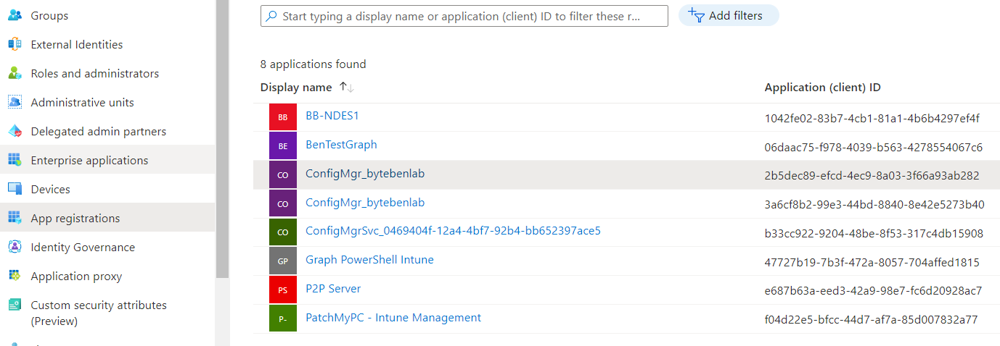 Groups
External Identities
Roles and administrators
Administrative units
Delegated admin partners
Enterprise applications
Devices
App registrations
Identity Governance
Application proxy
Custom security attributes
(Preview)
Start typing a display name or application (client) ID to filter these r...
Add filters
8 applications found
Display name ↑↓ Application (client) ID
BB BB-NDES1 1042fe02-83b7-4cb1-81a1-4b6b4297ef4f
BE BenTestGraph 06daac75-f978-4039-b563-4278554067c6
CO ConfigMgr_bytebenlab 2b5dec89-efcd-4ec9-8a03-3f66a93ab282
CO ConfigMgr_bytebenlab 3a6cf8b2-99e3-44bd-8840-8e42e5273b40
CO ConfigMgrSvc_0469404f-12a4-4bf7-92b4-bb652397ace5 b33cc922-9204-48be-8f53-317c4db15908
GP Graph PowerShell Intune 47727b19-7b3f-472a-8057-704affed1815
PS P2P Server e687b63a-eed3-42a9-98e7-fc6d20928ac7
P- PatchMyPC - Intune Management f04d22e5-bfcc-44d7-af7a-85d007832a77